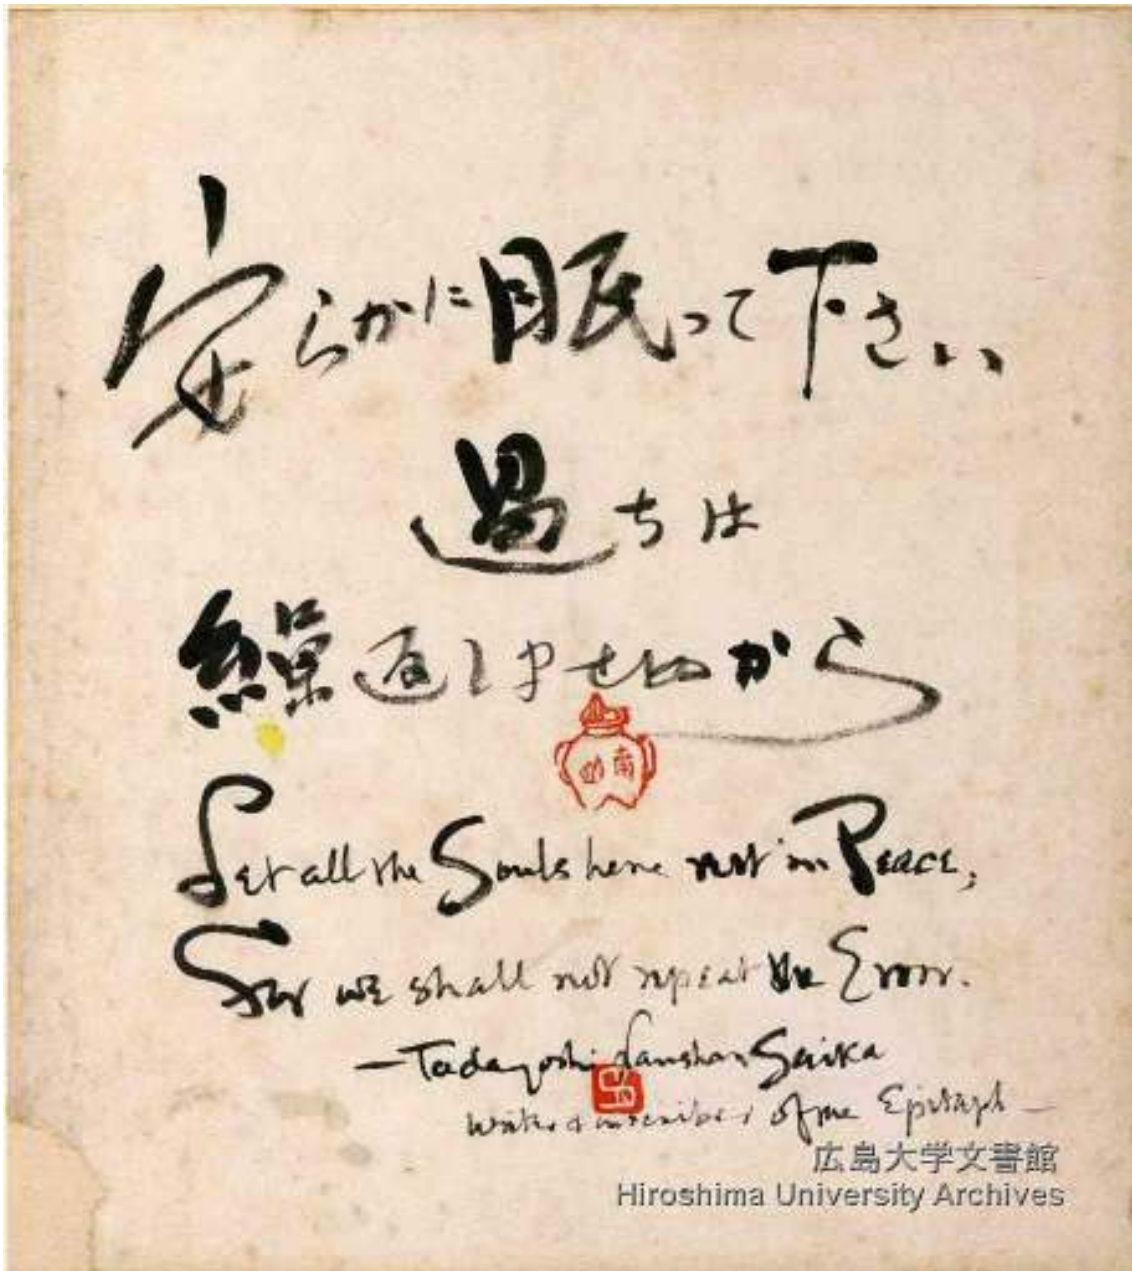 安らかに眠って下さい
過ちは
繰返しませぬから
Let all the Souls here rest in Peace;
For we shall not repeat the Error.
—Tadayoshi Saika
Writer & inscriber of the Epitaph—
広島大学文書館
Hiroshima University Archives